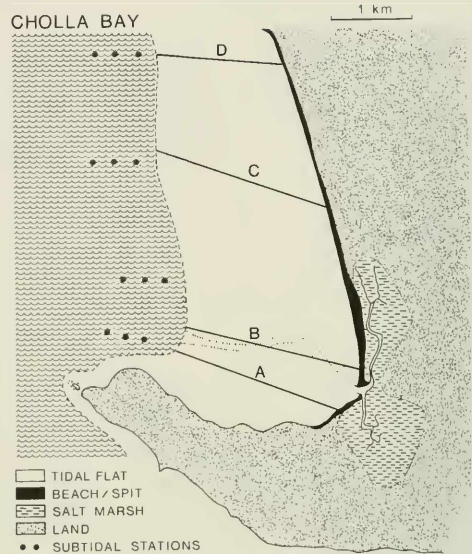 CHOLLA BAY
1 km
D
C
B
A
TIDAL FLAT
BEACH/SPIT
SALT MARSH
LAND
SUBTIDAL STATIONS